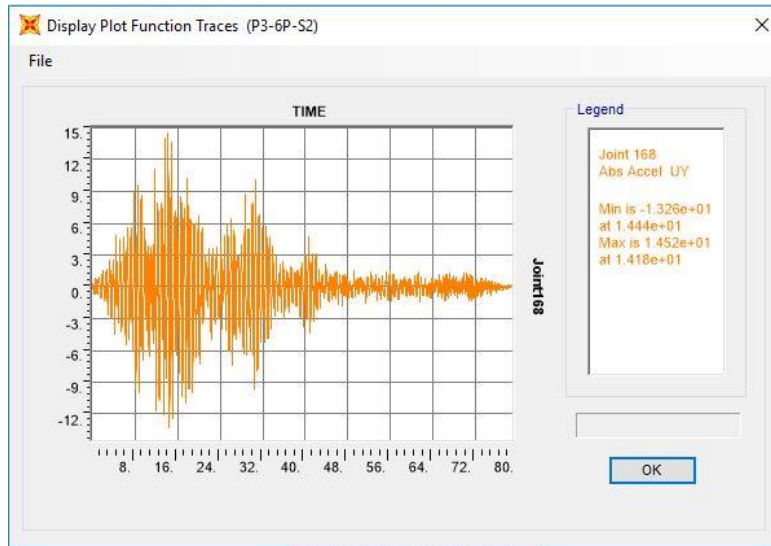 Display Plot Function Traces (P3-6P-S2)
File
TIME
15.
12.
9.
6.
3.
0.
-3.
-6.
-9.
-12.
8. 16. 24. 32. 40. 48. 56. 64. 72. 80.
Joint168
Legend
Joint 168
Abs Accel UY
Min is -1.326e+01
at 1.444e+01
Max is 1.452e+01
at 1.418e+01
OK